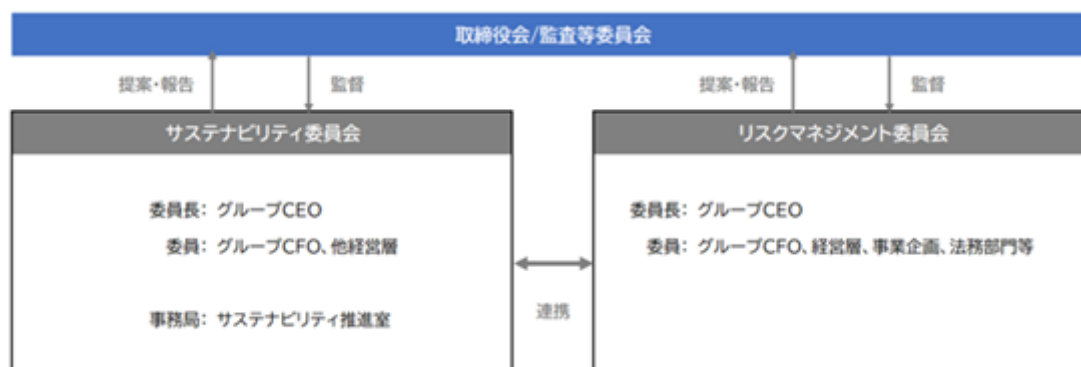 取締役会/監査等委員会
提案・報告
監督
提案・報告
監督
サステナビリティ委員会
委員長：グループCEO
委員：グループCFO、他経営層
事務局：サステナビリティ推進室
連携
リスクマネジメント委員会
委員長：グループCEO
委員：グループCFO、経営層、事業企画、法務部門等